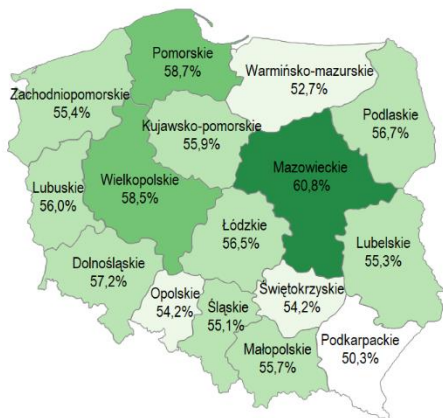 Pomorskie
58,7%
Warmińsko-mazurskie
52,7%
Zachodniopomorskie
55,4%
Podlaskie
56,7%
Kujawsko-pomorskie
55,9%
Mazowieckie
60,8%
Wielkopolskie
58,5%
Lubuskie
56,0%
Łódzkie
56,5%
Lubelskie
55,3%
Dolnośląskie
57,2%
Opolskie
54,2%
Śląskie
55,1%
Świętokrzyskie
54,2%
Małopolskie
55,7%
Podkarpackie
50,3%